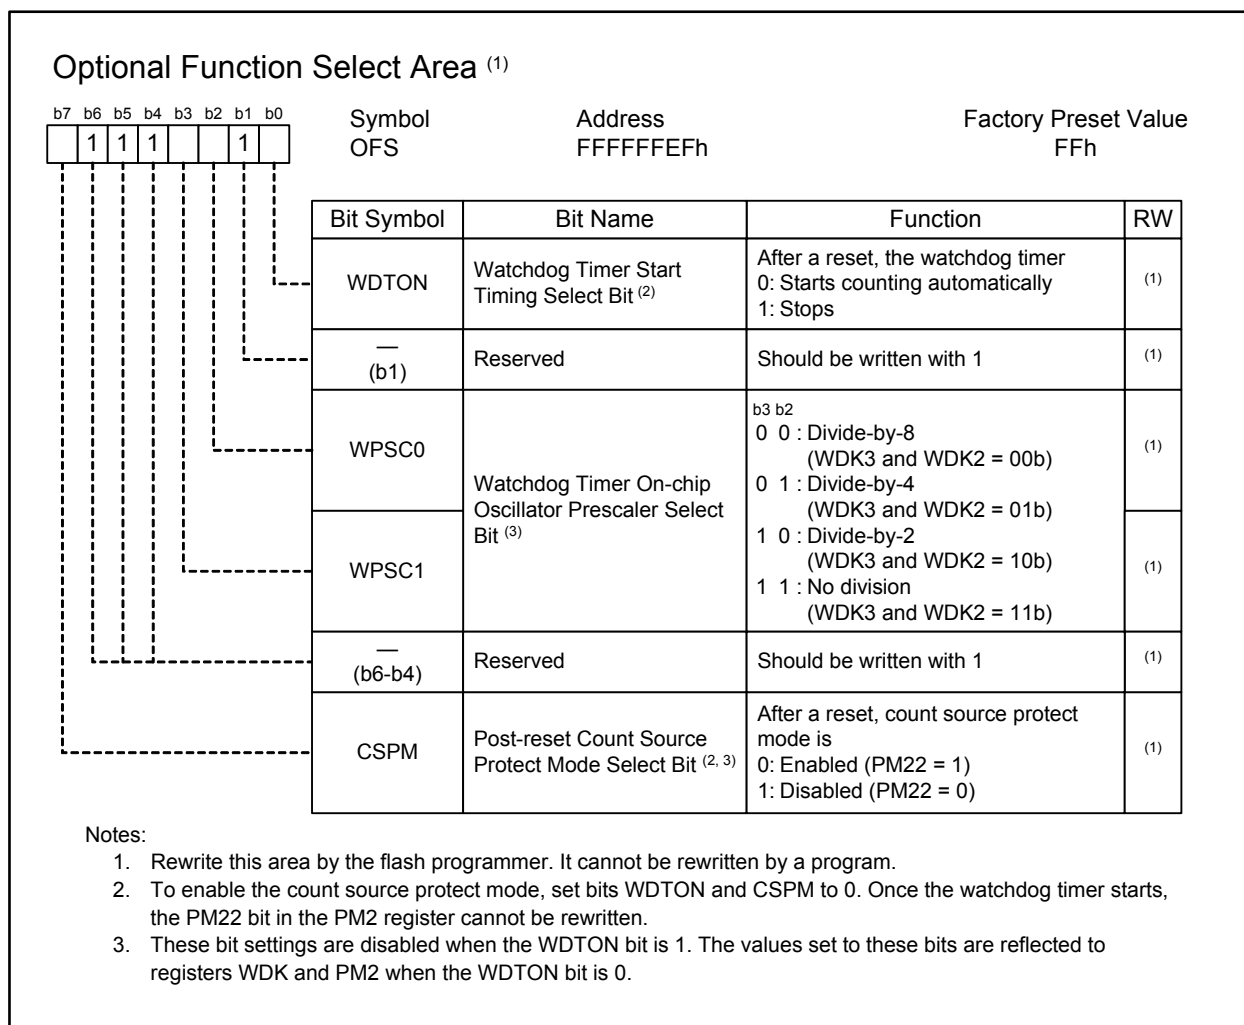 Optional Function Select Area (1)
b7 b6 b5 b4 b3 b2 b1 b0
1 1 1 1
Symbol Address Factory Preset Value
OFS FFFFFFEFh FFh
Bit Symbol Bit Name Function RW
WDTON
Watchdog Timer Start
Timing Select Bit (2)
After a reset, the watchdog timer
0: Starts counting automatically
1: Stops
(1)
—
(b1)
Reserved
Should be written with 1
(1)
WPSC0
WPSC1
Watchdog Timer On-chip
Oscillator Prescaler Select
Bit (3)
b3 b2
0 0 : Divide-by-8
(WDK3 and WDK2 = 00b)
0 1 : Divide-by-4
(WDK3 and WDK2 = 01b)
1 0 : Divide-by-2
(WDK3 and WDK2 = 10b)
1 1 : No division
(WDK3 and WDK2 = 11b)
(1)
(1)
—
(b6-b4)
Reserved
Should be written with 1
(1)
CSPM
Post-reset Count Source
Protect Mode Select Bit (2, 3)
After a reset, count source protect
mode is
0: Enabled (PM22 = 1)
1: Disabled (PM22 = 0)
(1)
Notes:
1. Rewrite this area by the flash programmer. It cannot be rewritten by a program.
2. To enable the count source protect mode, set bits WDTON and CSPM to 0. Once the watchdog timer starts,
the PM22 bit in the PM2 register cannot be rewritten.
3. These bit settings are disabled when the WDTON bit is 1. The values set to these bits are reflected to
registers WDK and PM2 when the WDTON bit is 0.